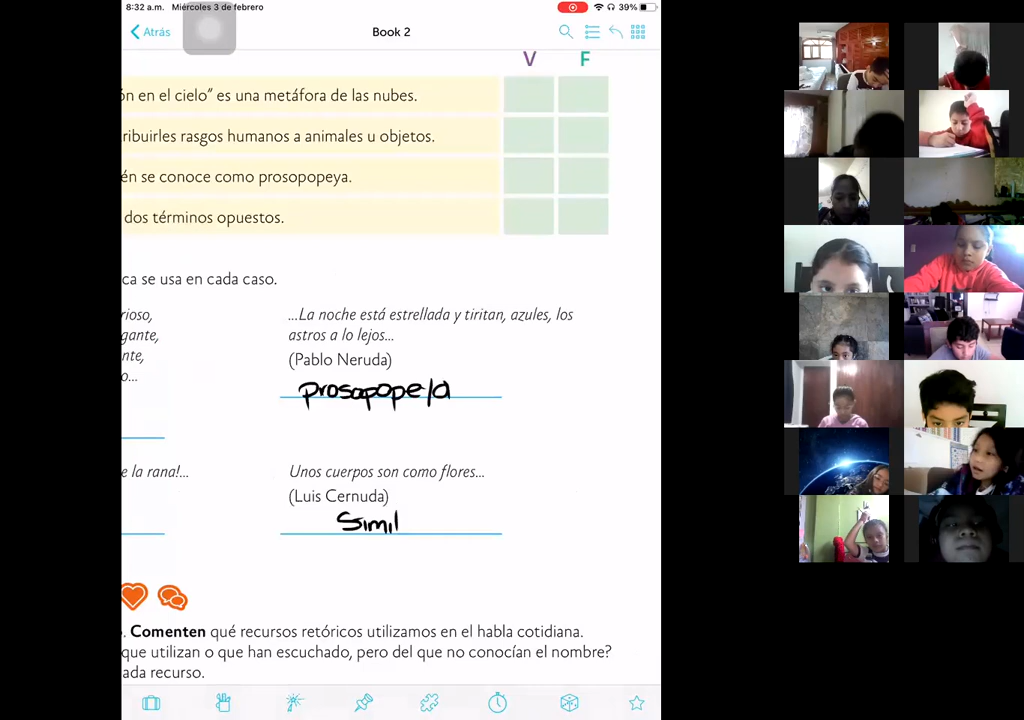 8:32 a.m. Miércoles 3 de febrero
39%
Atrás
Book 2
V F
ón en el cielo” es una metáfora de las nubes.
ribuirles rasgos humanos a animales u objetos.
én se conoce como prosopopeya.
dos términos opuestos.
ca se usa en cada caso.
rioso,
gante,
nte,
o...
...La noche está estrellada y tiritan, azules, los
astros a lo lejos...
(Pablo Neruda)
prosopopeya
e la rana!...
Unos cuerpos son como flores...
(Luis Cernuda)
Simil
Comenten qué recursos retóricos utilizamos en el habla cotidiana.
que utilizan o que han escuchado, pero del que no conocían el nombre?
ada recurso.